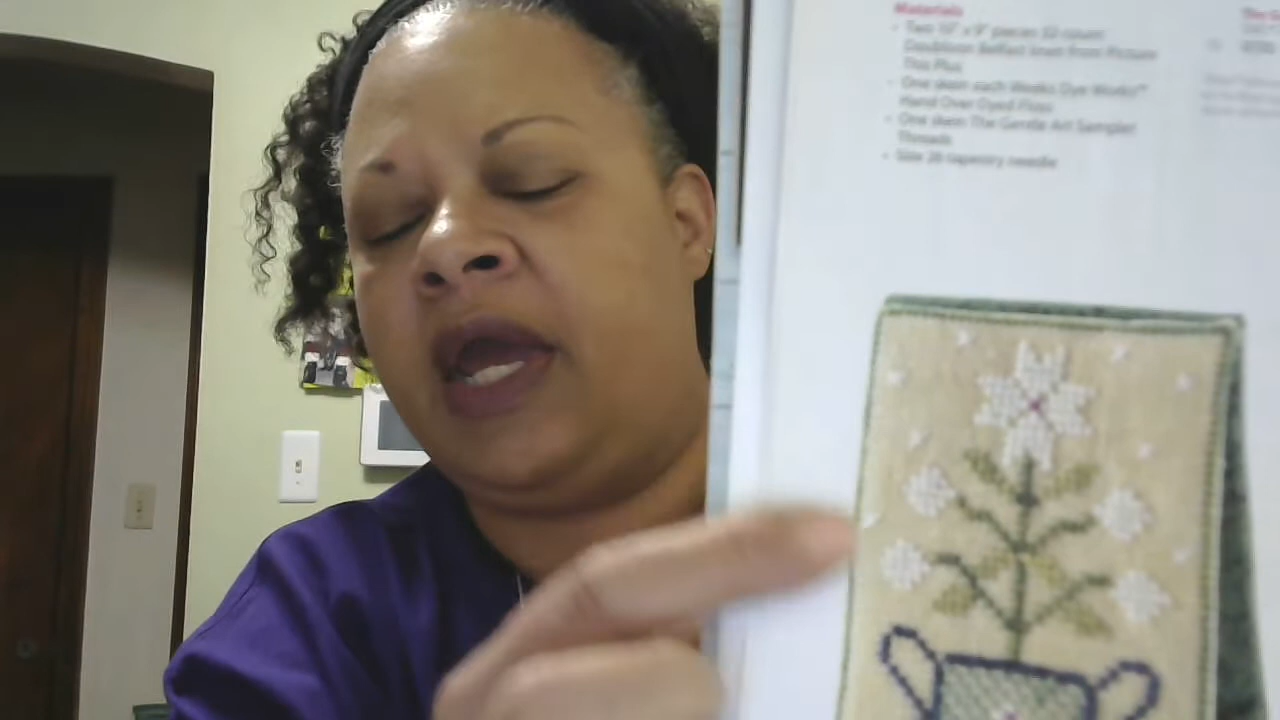 Materials
• Two 10" x 9" pieces 32-count
Doubloon Belfast linen from Picture
This Plus
• One skein each Weeks Dye Works™
Hand Over-Dyed Floss
• One skein The Gentle Art Sampler
Threads
• Size 26 tapestry needle